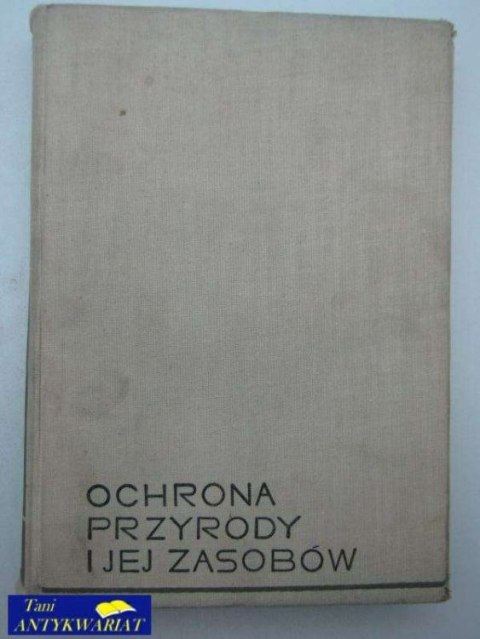 OCHRONA
PRZYRODY
I JEJ ZASOBÓW
Tani
ANTYKWARIAT